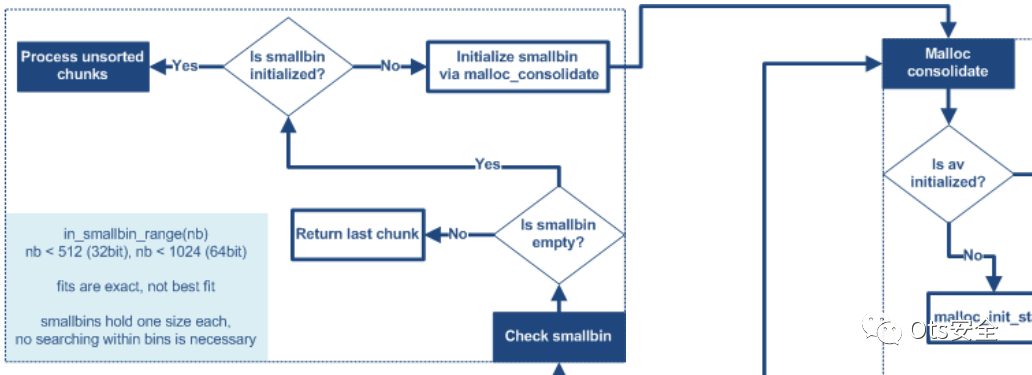 Process unsorted
chunks
Yes
Is smallbin
initialized?
No
Initialize smallbin
via malloc_consolidate
Malloc
consolidate
Yes
Is av
initialized?
in_smallbin_range(nb)
nb < 512 (32bit), nb < 1024 (64bit)
fits are exact, not best fit
smallbins hold one size each,
no searching within bins is necessary
Return last chunk
No
Is smallbin
empty?
No
Check smallbin
malloc_init_st
Ots安全